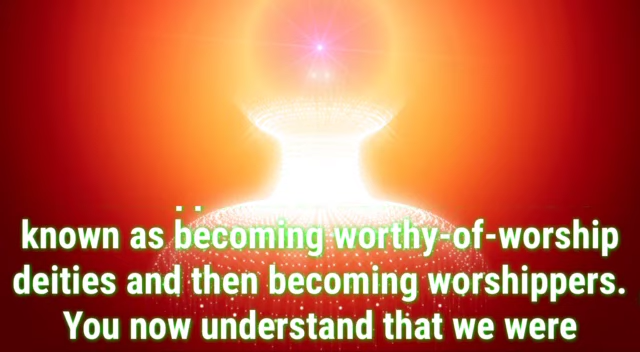 known as becoming worthy-of-worship
deities and then becoming worshippers.
You now understand that we were